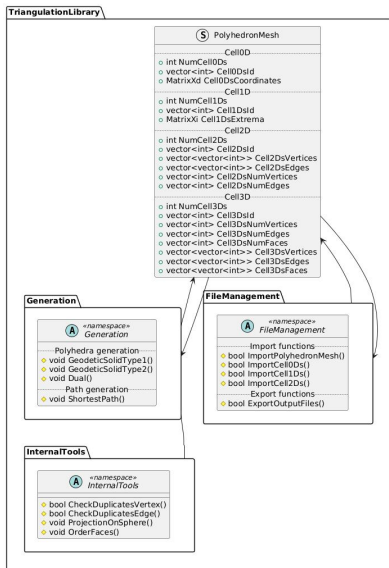 TriangulationLibrary
S PolyhedronMesh
Cell0D
int NumCell0Ds
vector<int> Cell0DsId
MatrixXd Cell0DsCoordinates
Cell1D
int NumCell1Ds
vector<int> Cell1DsId
MatrixXi Cell1DsExtrema
Cell2D
int NumCell2Ds
vector<int> Cell2DsId
vector<vector<int>> Cell2DsVertices
vector<vector<int>> Cell2DsEdges
vector<int> Cell2DsNumVertices
vector<int> Cell2DsNumEdges
Cell3D
int NumCell3Ds
vector<int> Cell3DsId
vector<int> Cell3DsNumVertices
vector<int> Cell3DsNumEdges
vector<int> Cell3DsNumFaces
vector<vector<int>> Cell3DsVertices
vector<vector<int>> Cell3DsEdges
vector<vector<int>> Cell3DsFaces
Generation
A «namespace»
Generation
Polyhedra generation
void GeodeticSolidType1()
void GeodeticSolidType2()
void Dual()
Path generation
void ShortestPath()
FileManagement
A «namespace»
FileManagement
Import functions
bool ImportPolyhedronMesh()
bool ImportCell0Ds()
bool ImportCell1Ds()
bool ImportCell2Ds()
Export functions
bool ExportOutputFiles()
InternalTools
A «namespace»
InternalTools
bool CheckDuplicatesVertex()
bool CheckDuplicatesEdge()
void ProjectionOnSphere()
void OrderFaces()